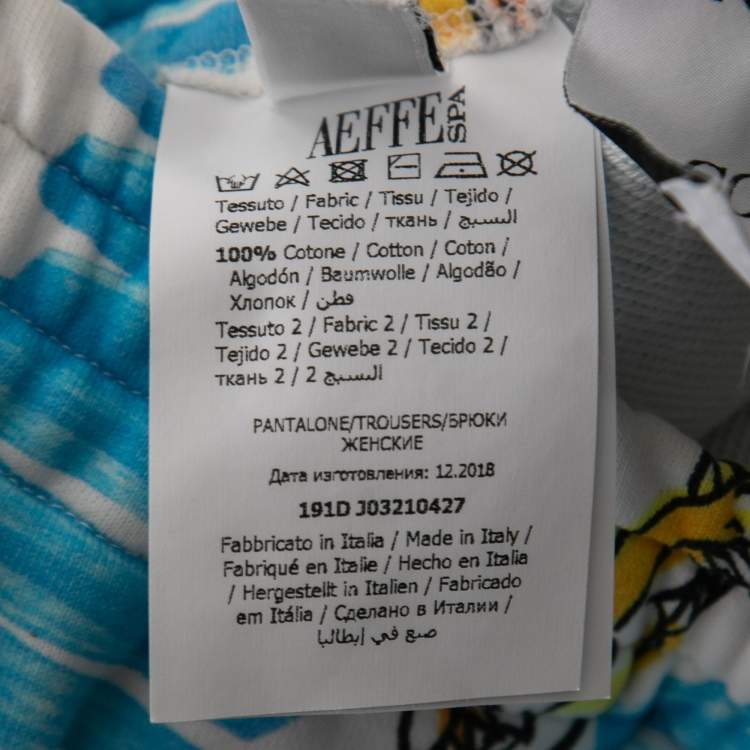 AEFFE SPA
Tessuto / Fabric / Tissu / Tejido /
Gewebe / Tecido / ткань / النسيج
100% Cotone / Cotton / Coton /
Algodón / Baumwolle / Algodão /
Хлопок / قطن
Tessuto 2 / Fabric 2 / Tissu 2 /
Tejido 2 / Gewebe 2 / Tecido 2 /
ткань 2 / 2 النسيج
PANTALONE/TROUSERS/БРЮКИ
ЖЕНСКИЕ
Дата изготовления: 12.2018
191D J03210427
Fabbricato in Italia / Made in Italy /
Fabriqué en Italie / Hecho en Italia
/ Hergestellt in Italien / Fabricado
em Itália / Сделано в Италии /
صنع في إيطاليا